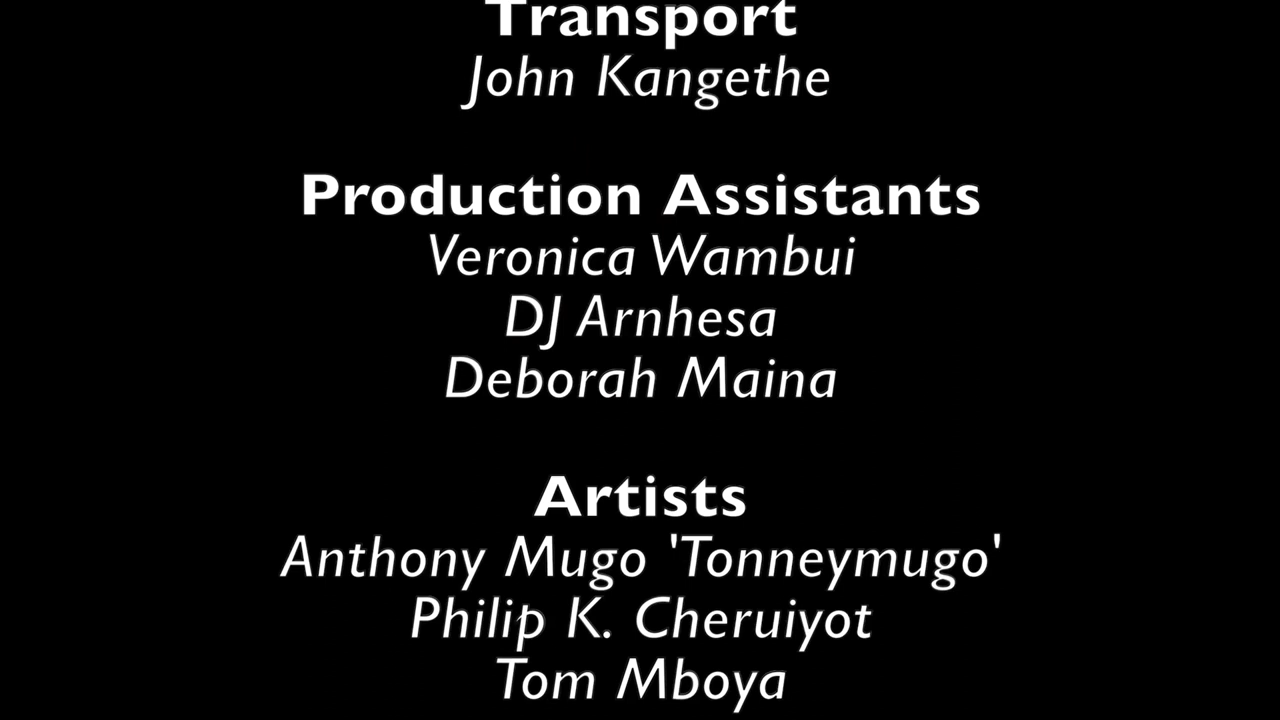 Transport
John Kangethe
Production Assistants
Veronica Wambui
DJ Arnhesa
Deborah Maina
Artists
Anthony Mugo 'Tonneymugo'
Philip K. Cheruiyot
Tom Mboya